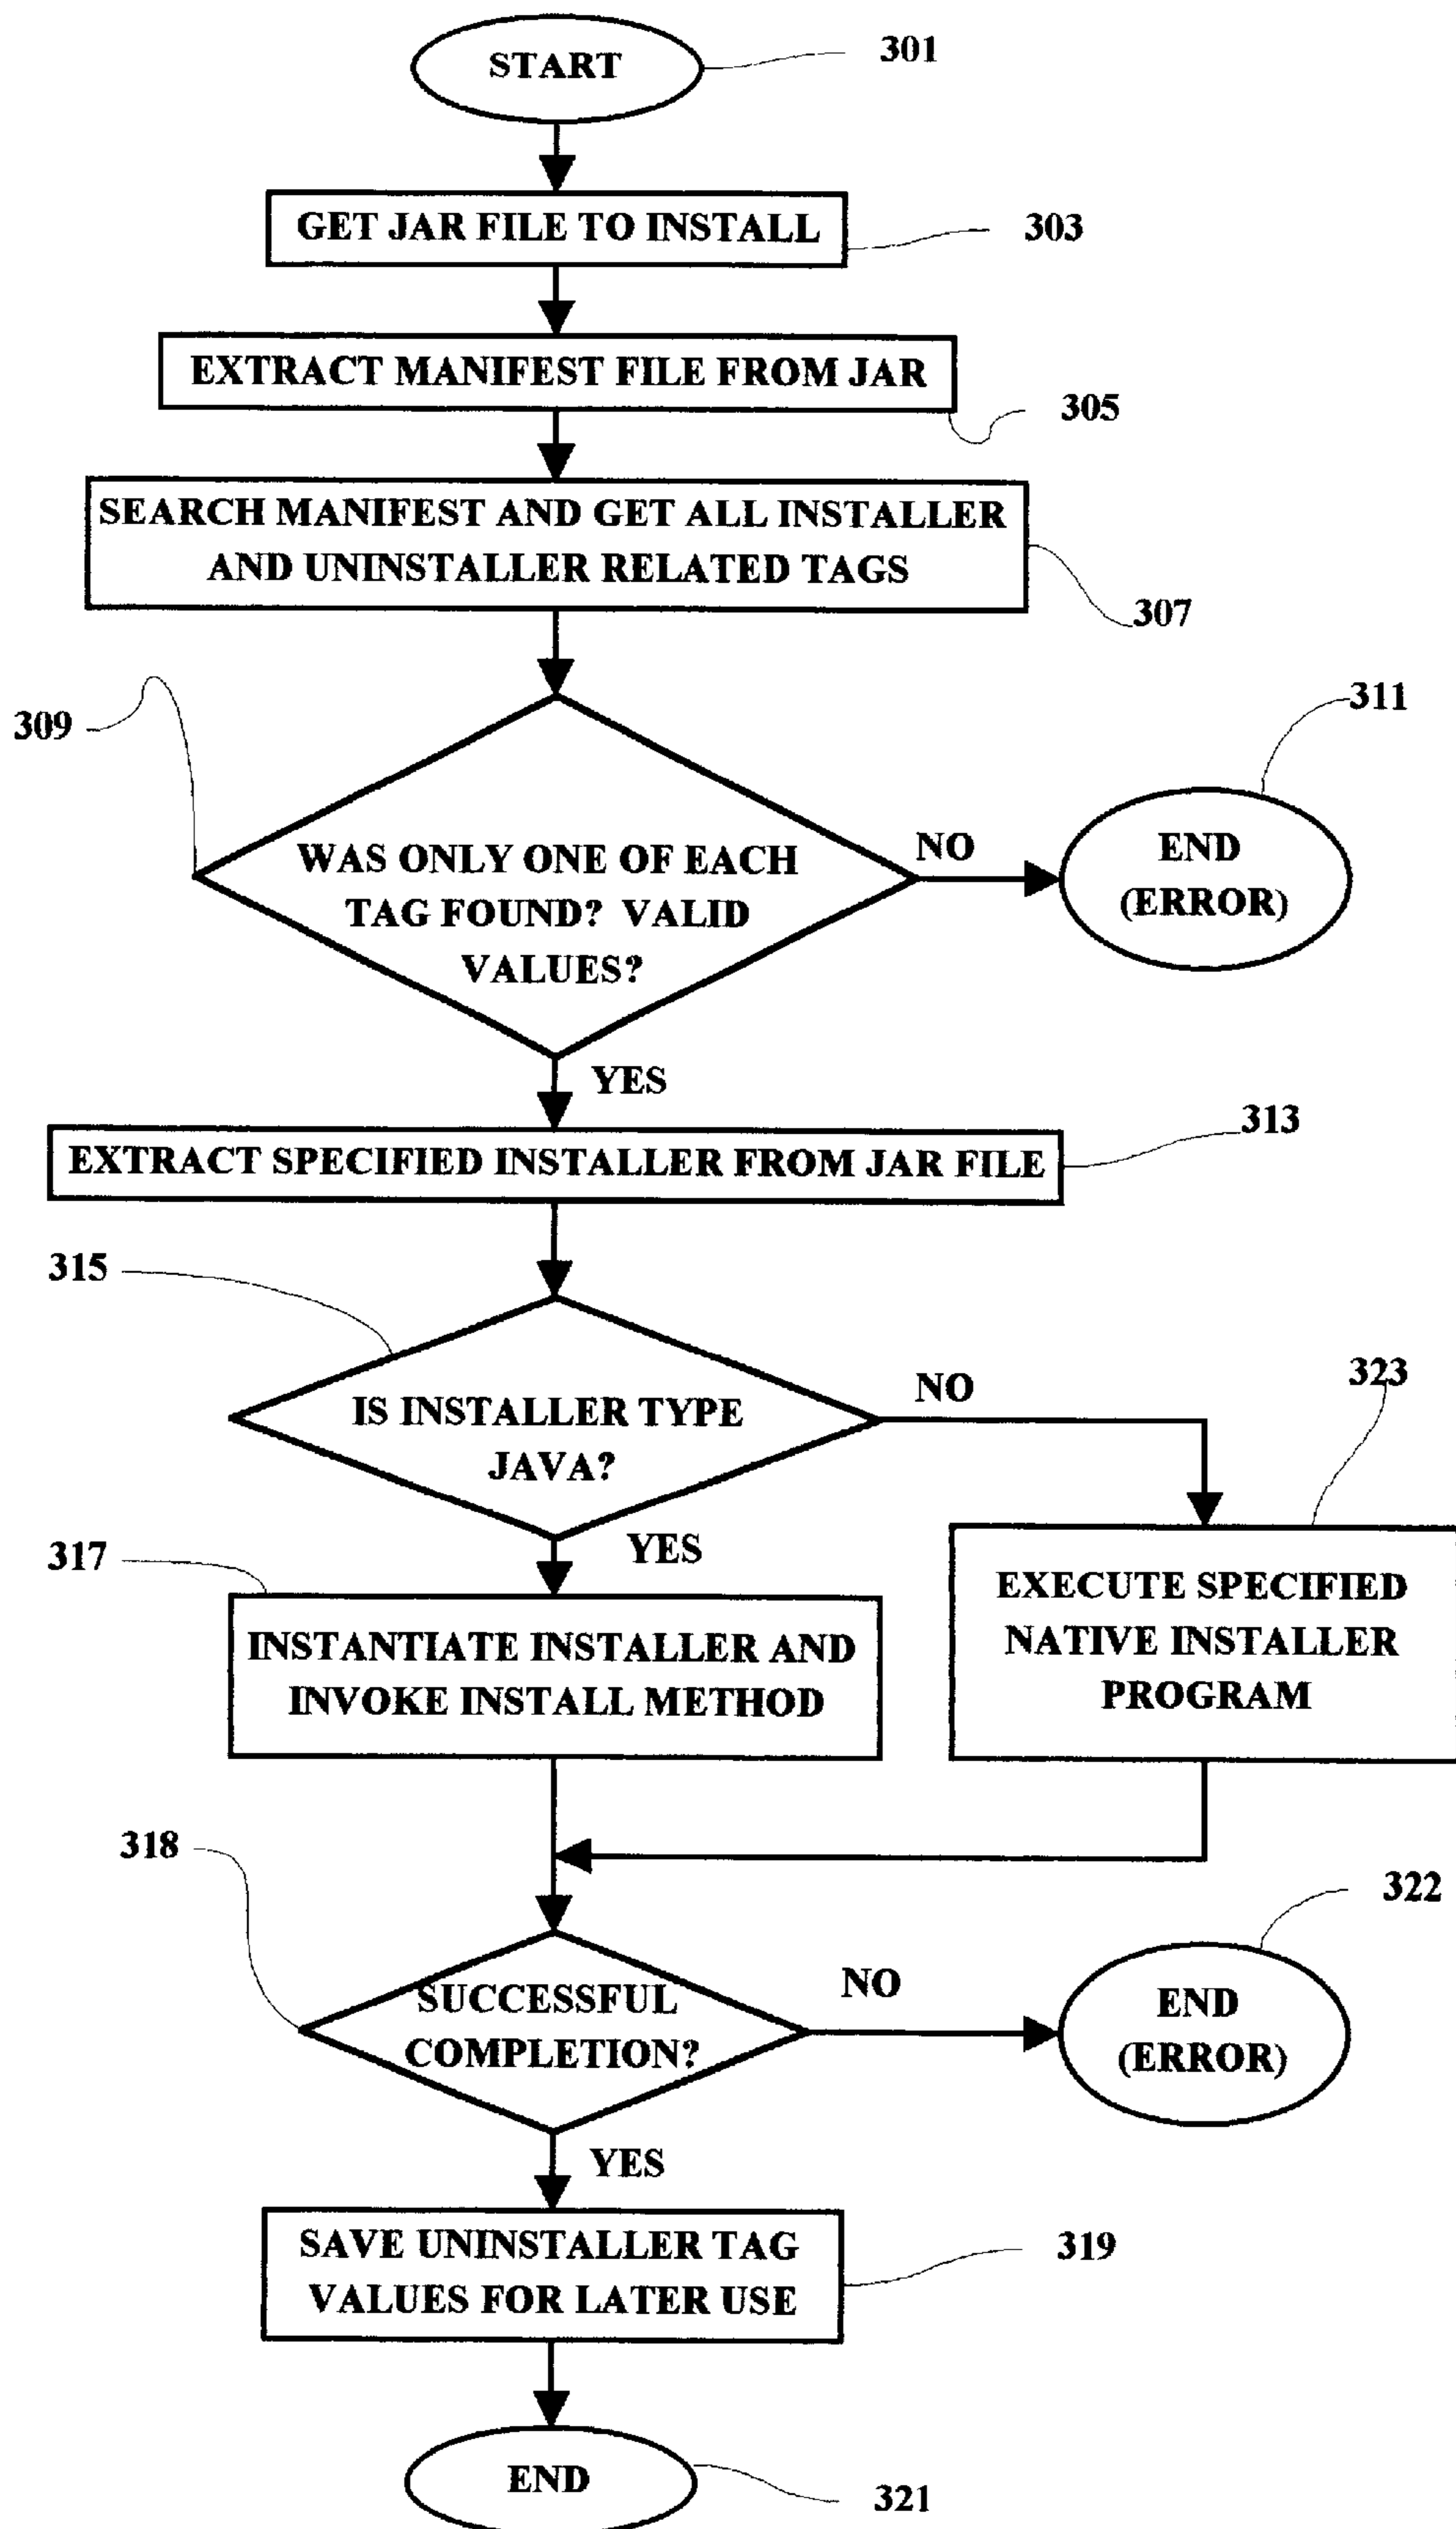 START
301
GET JAR FILE TO INSTALL
303
EXTRACT MANIFEST FILE FROM JAR
305
SEARCH MANIFEST AND GET ALL INSTALLER
AND UNINSTALLER RELATED TAGS
307
309
311
WAS ONLY ONE OF EACH
TAG FOUND? VALID
VALUES?
NO
END
(ERROR)
YES
313
EXTRACT SPECIFIED INSTALLER FROM JAR FILE
315
IS INSTALLER TYPE
JAVA?
NO
323
YES
317
INSTANTIATE INSTALLER AND
INVOKE INSTALL METHOD
EXECUTE SPECIFIED
NATIVE INSTALLER
PROGRAM
318
322
SUCCESSFUL
COMPLETION?
NO
END
(ERROR)
YES
SAVE UNINSTALLER TAG
VALUES FOR LATER USE
319
END
321